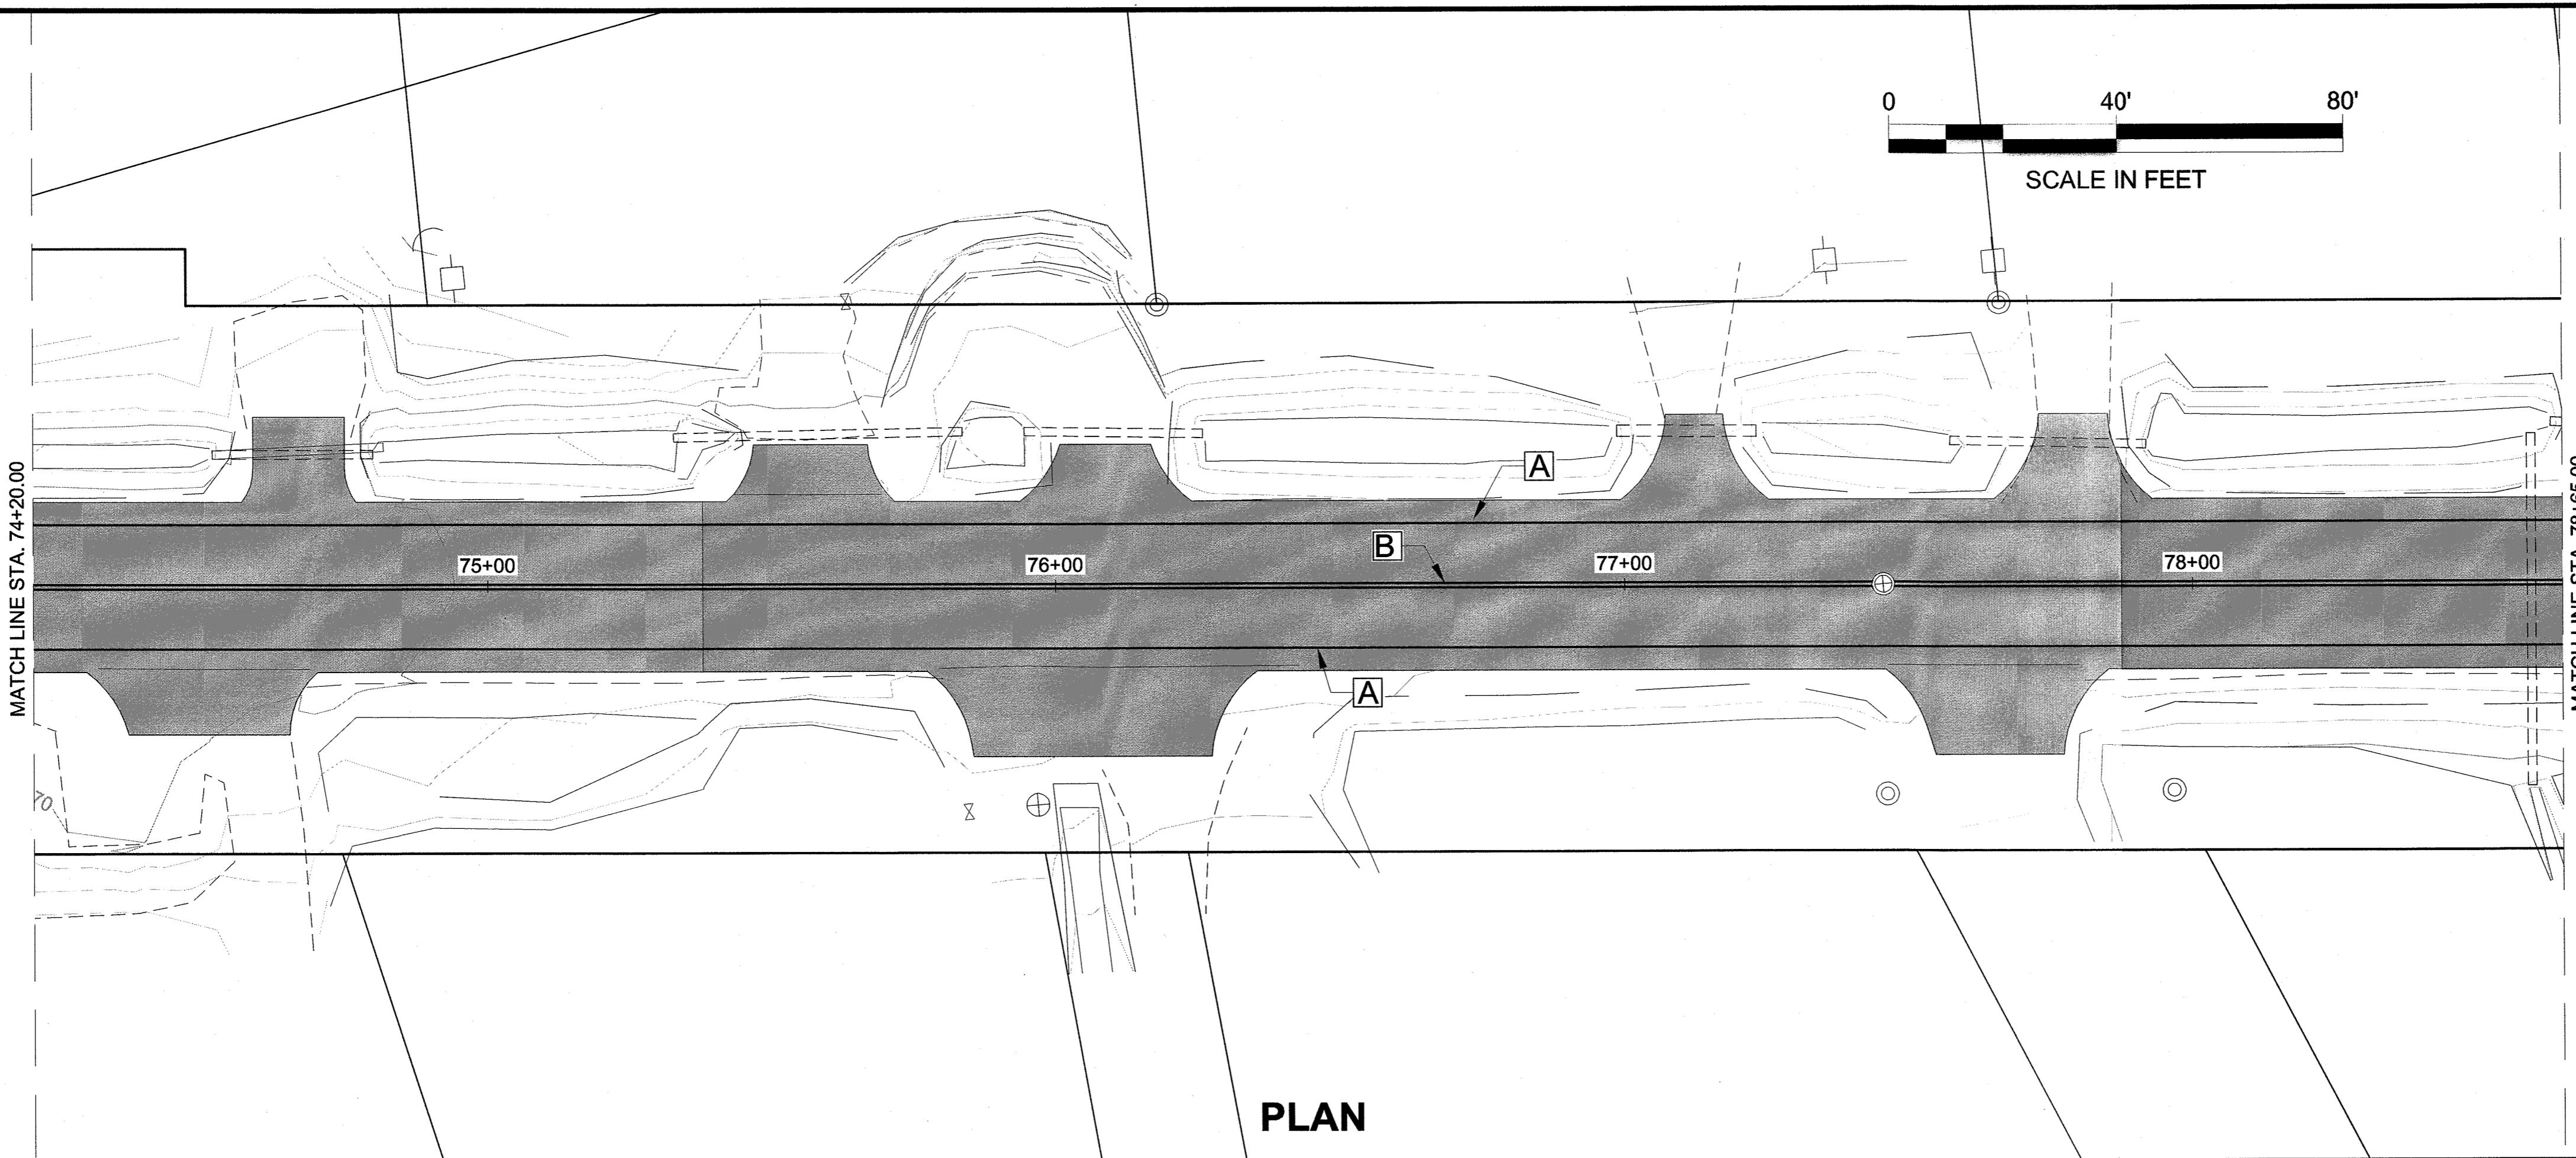 0 40' 80'
SCALE IN FEET
MATCH LINE STA. 74+20.00
A
B
75+00 76+00 77+00 78+00
A
70
PLAN